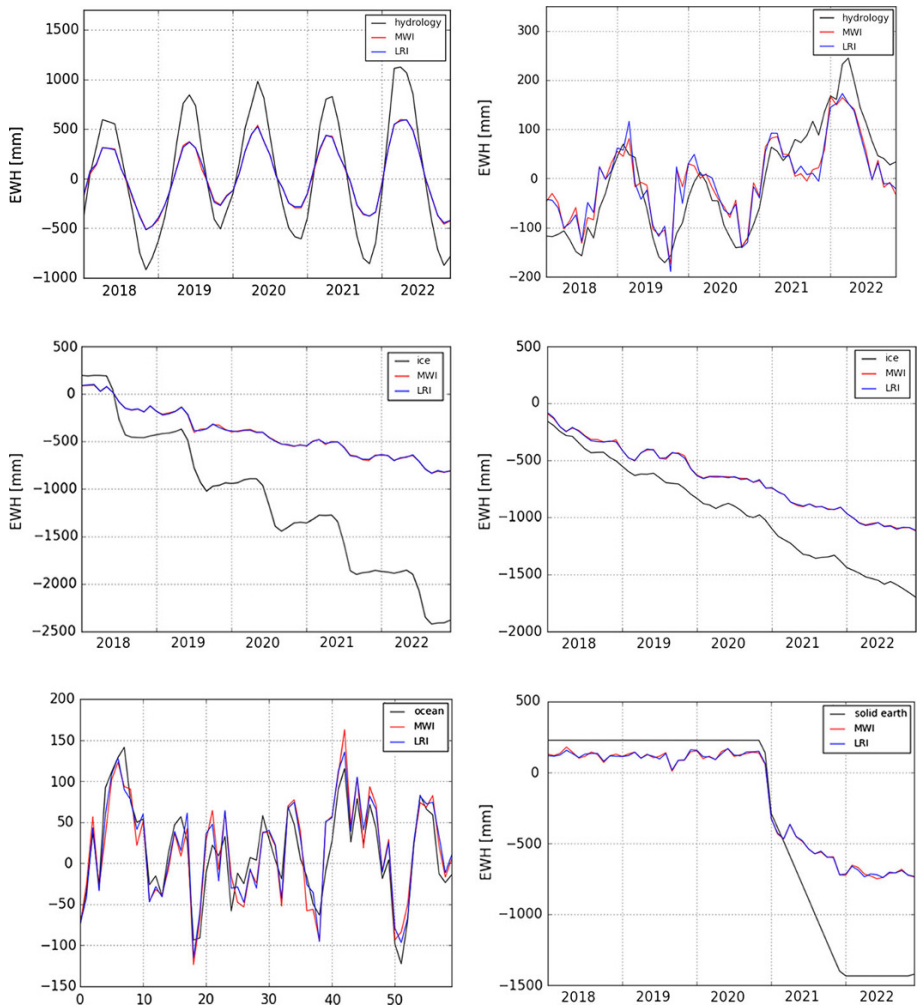 1500
1000
500
0
−500
−1000
EWH [mm]
hydrology
MWI
LRI
2018 2019 2020 2021 2022
300
200
100
0
−100
−200
EWH [mm]
hydrology
MWI
LRI
2018 2019 2020 2021 2022
500
0
−500
−1000
−1500
−2000
−2500
EWH [mm]
ice
MWI
LRI
2018 2019 2020 2021 2022
500
0
−500
−1000
−1500
−2000
EWH [mm]
ice
MWI
LRI
2018 2019 2020 2021 2022
200
150
100
50
0
−50
−100
−150
EWH [mm]
ocean
MWI
LRI
0 10 20 30 40 50
500
0
−500
−1000
−1500
EWH [mm]
solid earth
MWI
LRI
2018 2019 2020 2021 2022